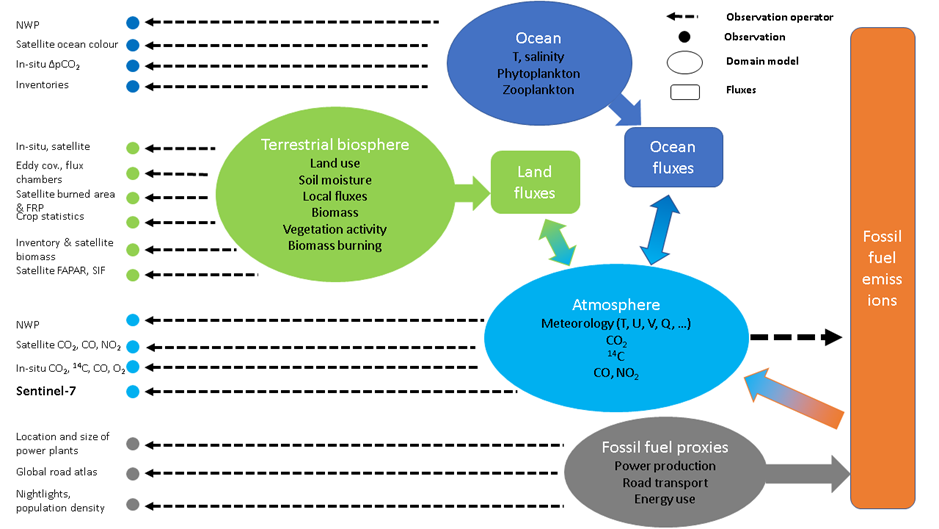 NWP
Satellite ocean colour
In-situ ΔpCO₂
Inventories
Ocean
T, salinity
Phytoplankton
Zooplankton
Observation operator
Observation
Domain model
Fluxes
In-situ, satellite
Eddy cov., flux
chambers
Satellite burned area
& FRP
Crop statistics
Inventory & satellite
biomass
Satellite FAPAR, SIF
Terrestrial biosphere
Land use
Soil moisture
Local fluxes
Biomass
Vegetation activity
Biomass burning
Land
fluxes
Ocean
fluxes
Fossil
fuel
emiss
ions
NWP
Satellite CO₂, CO, NO₂
In-situ CO₂, ¹⁴C, CO, O₂
Sentinel-7
Atmosphere
Meteorology (T, U, V, Q, …)
CO₂
¹⁴C
CO, NO₂
Location and size of
power plants
Global road atlas
Nightlights,
population density
Fossil fuel proxies
Power production
Road transport
Energy use